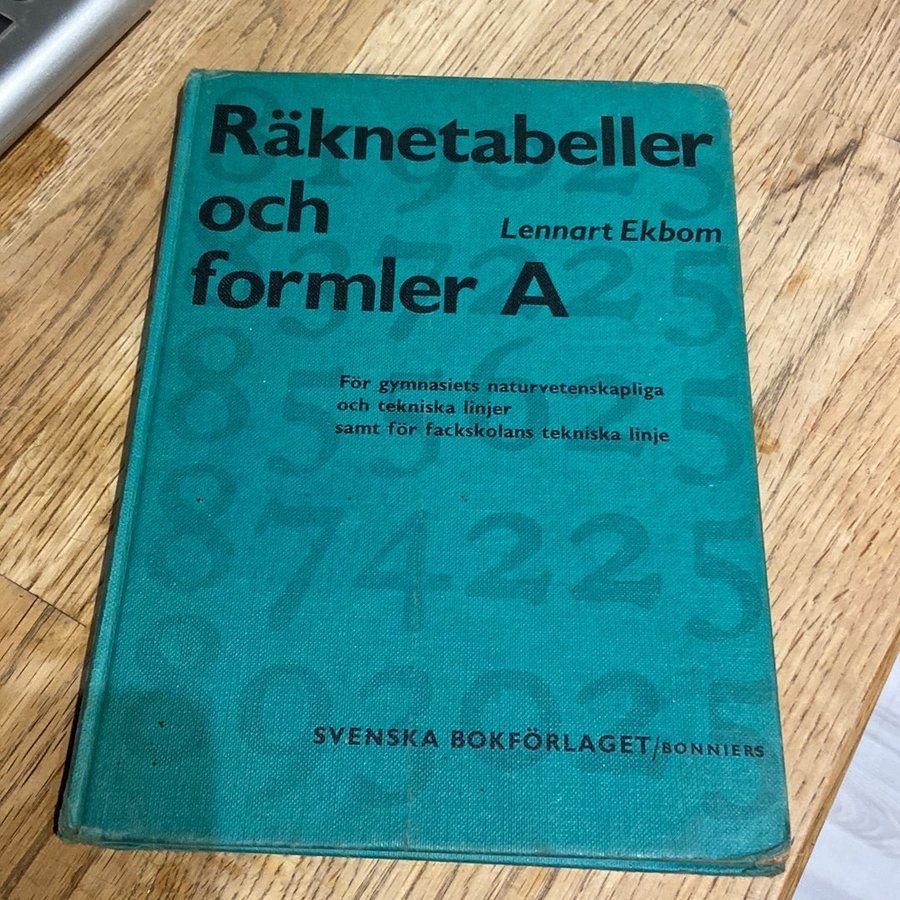 Räknetabeller
och
Lennart Ekbom
formler A
För gymnasiets naturvetenskapliga
och tekniska linjer
samt för fackskolans tekniska linje
SVENSKA BOKFÖRLAGET/BONNIERS